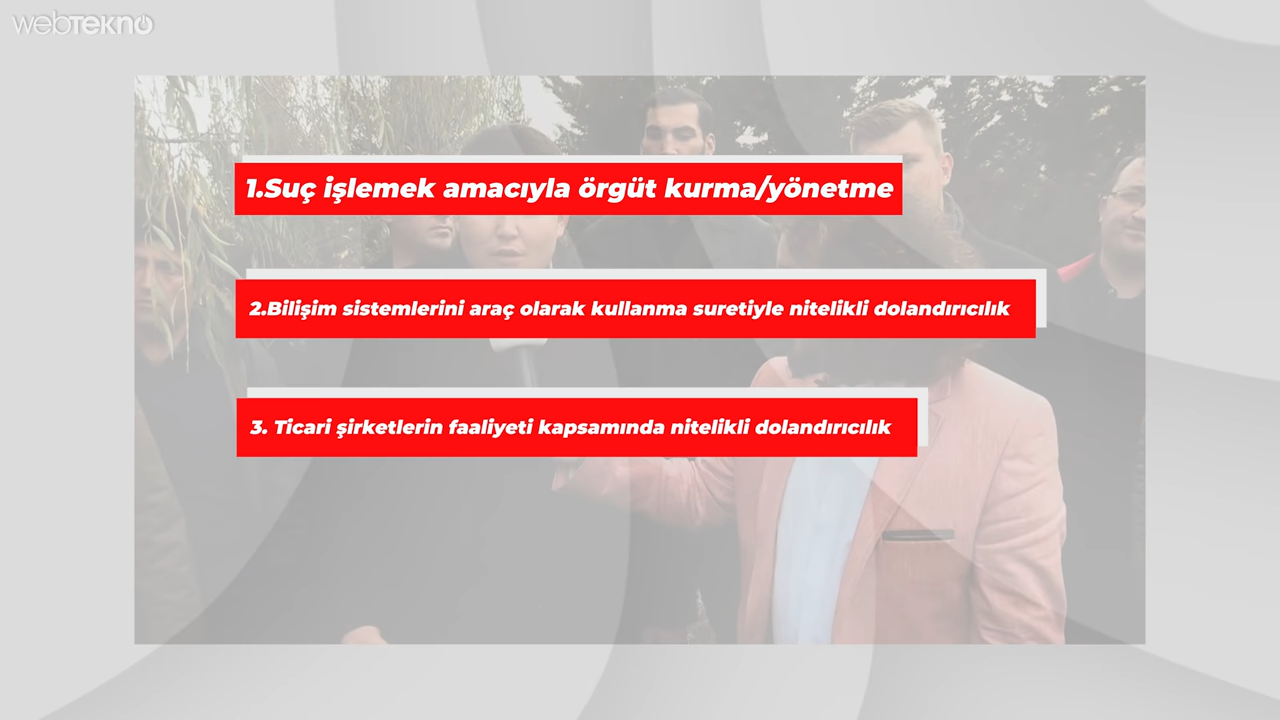 webTEKNO
1.Suç işlemek amacıyla örgüt kurma/yönetme
2.Bilişim sistemlerini araç olarak kullanma suretiyle nitelikli dolandırıcılık
3. Ticari şirketlerin faaliyeti kapsamında nitelikli dolandırıcılık